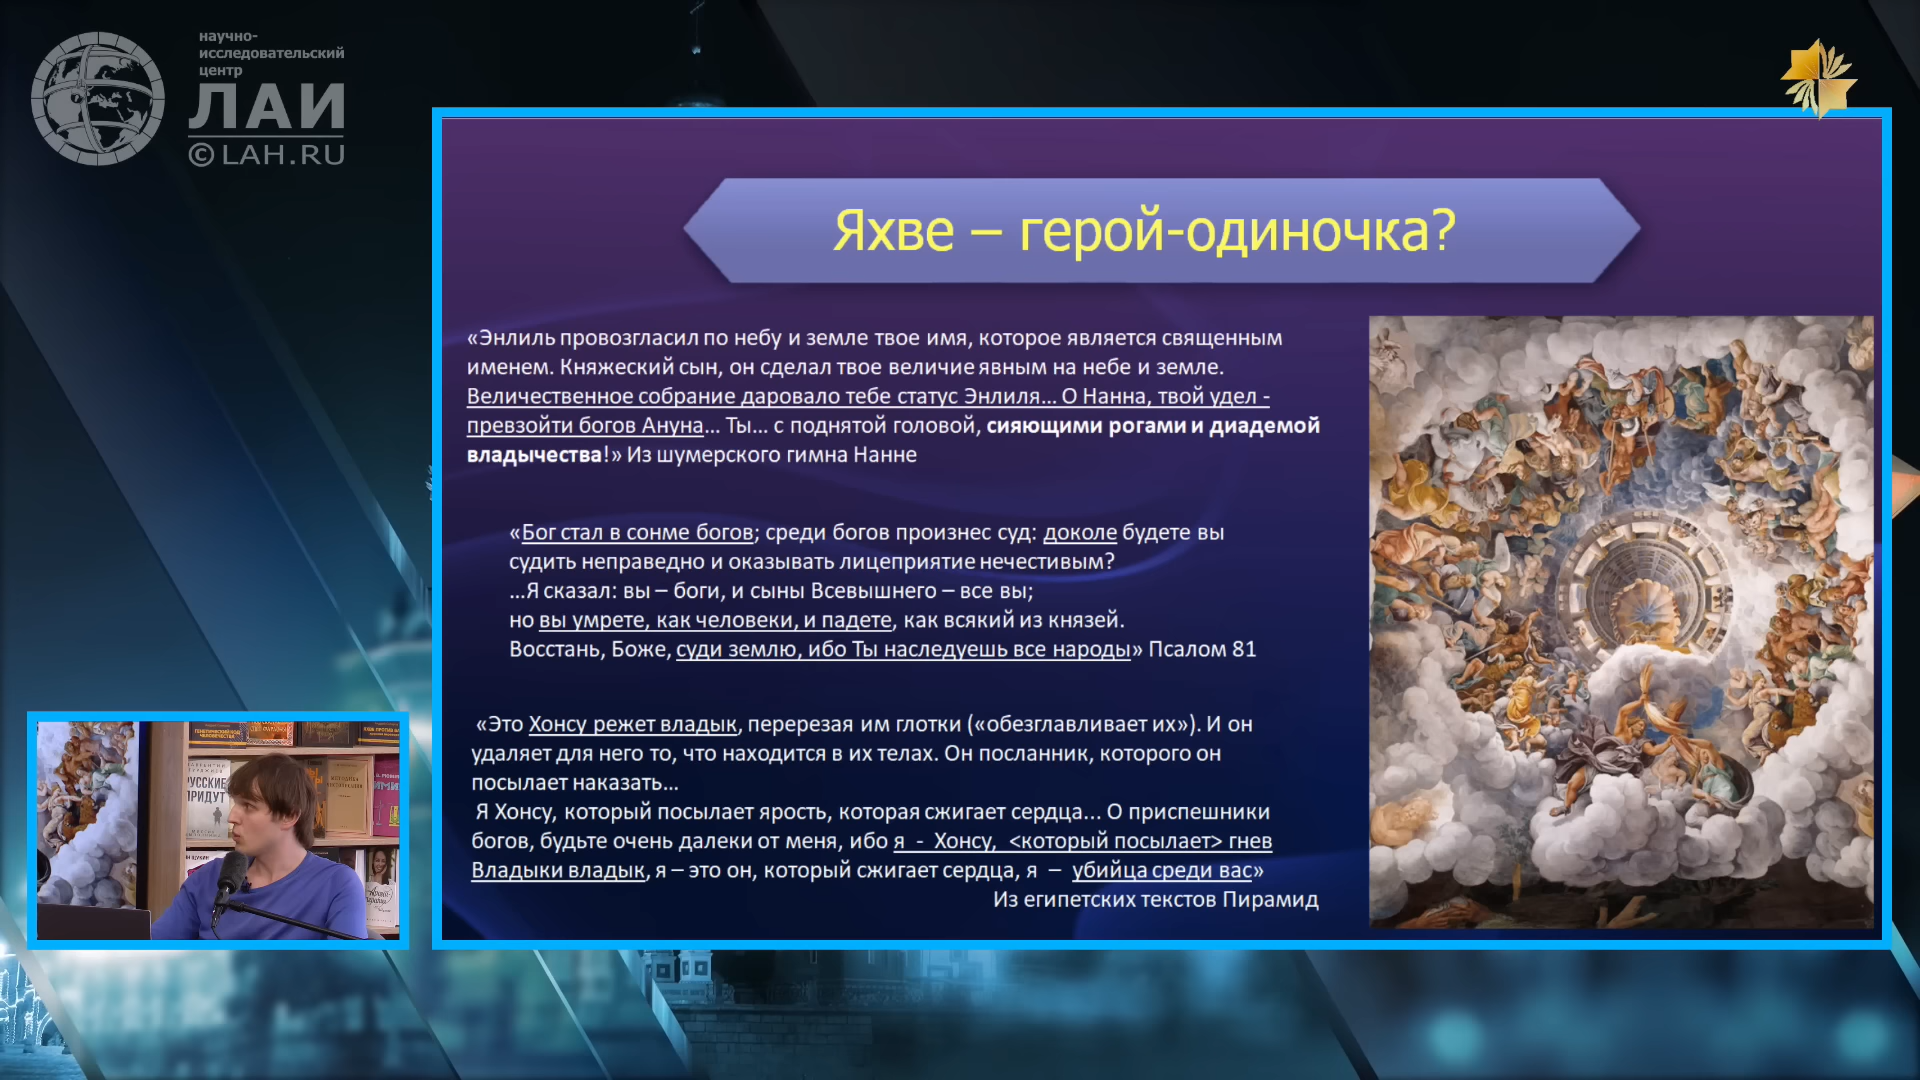 научно-
исследовательский
центр
ЛАИ
© LAH.RU
Яхве – герой-одиночка?
«Энлиль провозгласил по небу и земле твое имя, которое является священным
именем. Княжеский сын, он сделал твое величие явным на небе и земле.
Величественное собрание даровало тебе статус Энлиля... О Нанна, твой удел -
превзойти богов Ануна... Ты... с поднятой головой, сияющими рогами и диадемой
владычества!» Из шумерского гимна Нанне
«Бог стал в сонме богов; среди богов произнес суд: доколе будете вы
судить неправедно и оказывать лицеприятие нечестивым?
...Я сказал: вы – боги, и сыны Всевышнего – все вы;
но вы умрете, как человеки, и падете, как всякий из князей.
Восстань, Боже, суди землю, ибо Ты наследуешь все народы» Псалом 81
«Это Хонсу режет владык, перерезая им глотки («обезглавливает их»). И он
удаляет для него то, что находится в их телах. Он посланник, которого он
посылает наказать...
Я Хонсу, который посылает ярость, которая сжигает сердца... О приспешники
богов, будьте очень далеки от меня, ибо я - Хонсу, <который посылает> гнев
Владыки владык, я – это он, который сжигает сердца, я – убийца среди вас»
Из египетских текстов Пирамид
РУССКИЕ
ПРИДУТ